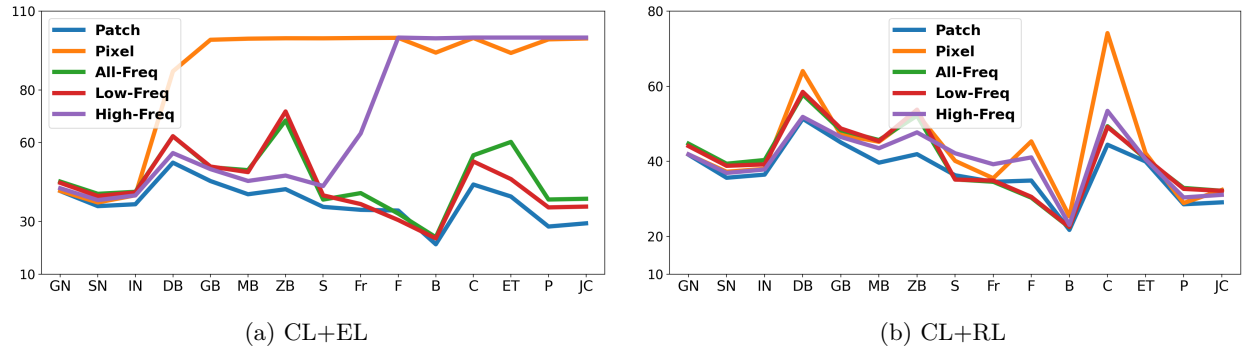 110
80
60
30
10
Patch
Pixel
All-Freq
Low-Freq
High-Freq
GN SN IN DB GB MB ZB S Fr F B C ET P JC
(a) CL+EL
80
60
40
20
10
Patch
Pixel
All-Freq
Low-Freq
High-Freq
GN SN IN DB GB MB ZB S Fr F B C ET P JC
(b) CL+RL